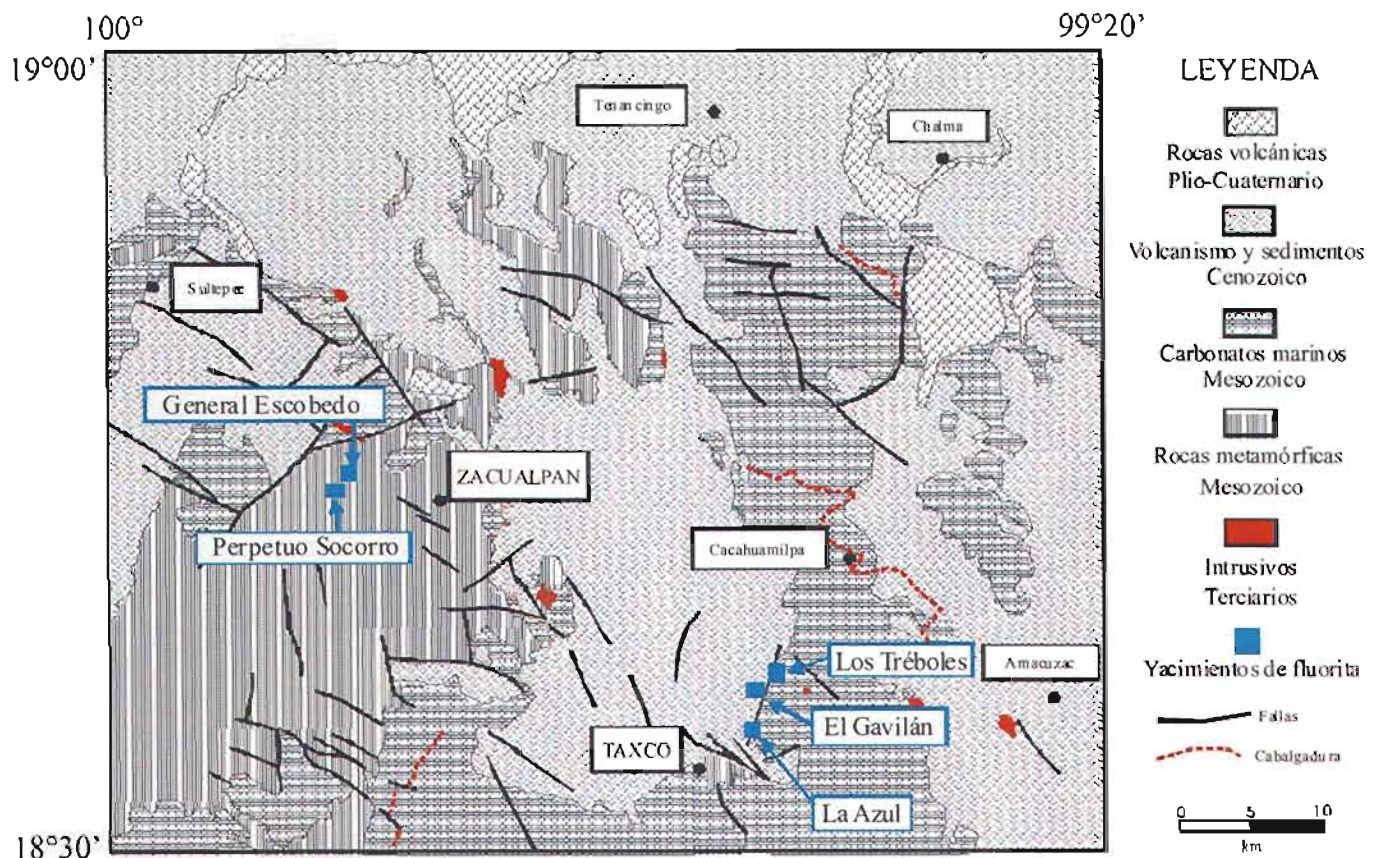 100°
99°20'
19°00'
18°30'
Tenancingo
Chalma
Sultepec
General Escobedo
ZACUALPAN
Perpetuo Socorro
Cacahuamilpa
Los Tréboles
Amacuzac
El Gavilán
TAXCO
La Azul
LEYENDA
Rocas volcánicas
Plio-Cuaternario
Volcanismo y sedimentos
Cenozoico
Carbonatos marinos
Mesozoico
Rocas metamórficas
Mesozoico
Intrusivos
Terciarios
Yacimientos de fluorita
Fallas
Cabalgadura
0 5 10
km